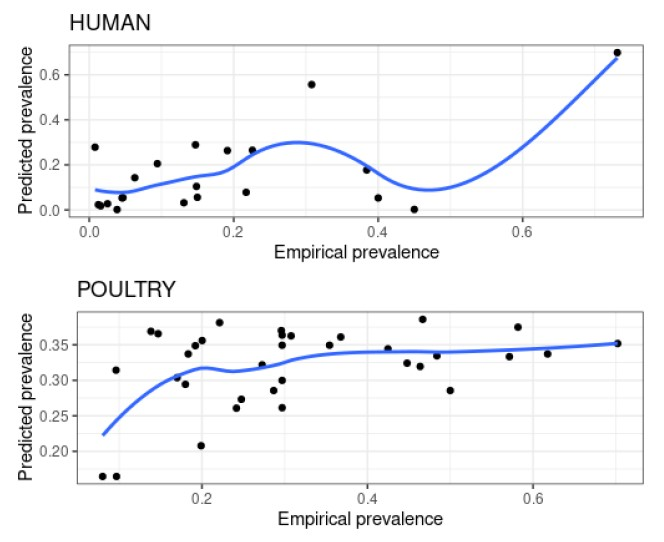 HUMAN
Predicted prevalence
0.6
0.4
0.2
0.0
0.0 0.2 0.4 0.6
Empirical prevalence
POULTRY
Predicted prevalence
0.35
0.30
0.25
0.20
0.2 0.4 0.6
Empirical prevalence